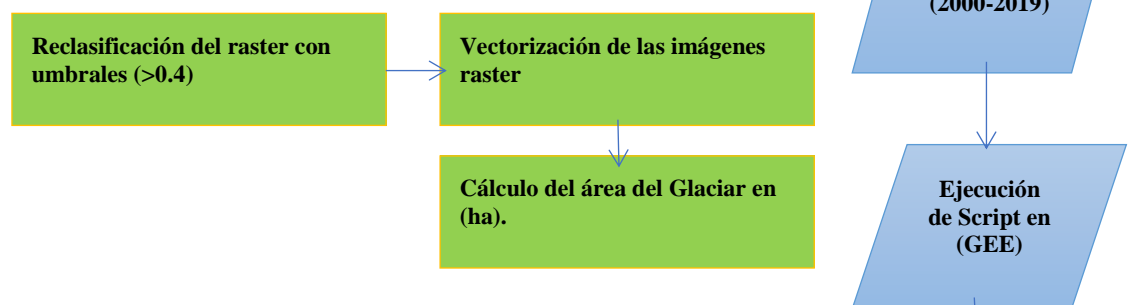 Reclasificación del raster con
umbrales (>0.4)
Vectorización de las imágenes
raster
Cálculo del área del Glaciar en
(ha).
(2000-2019)
Ejecución
de Script en
(GEE)